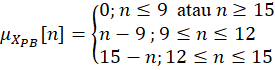 μ_{X_{PB}}[n] = { 0; n ≤ 9 atau n ≥ 15
n − 9 ; 9 ≤ n ≤ 12
15 − n; 12 ≤ n ≤ 15